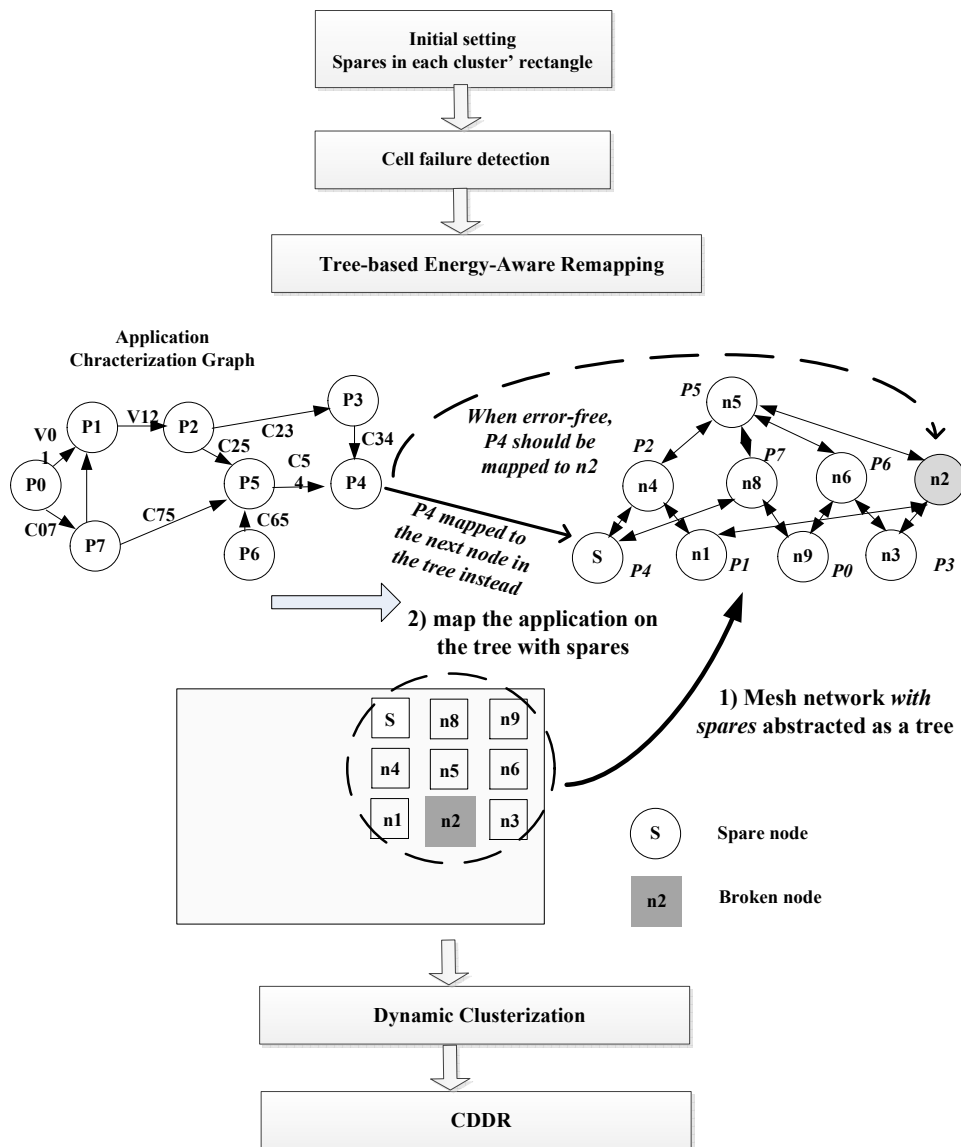 Initial setting
Spares in each cluster' rectangle
Cell failure detection
Tree-based Energy-Aware Remapping
Application
Chracterization Graph
P0
V0
1
P1
V12
P2
C23
P3
C34
C25
P5
C5
4
P4
C07
P7
C75
C65
P6
When error-free,
P4 should be
mapped to n2
P4 mapped to
the next node in
the tree instead
P5
n5
P2
n4
P7
n8
P6
n6
n2
S
P4
n1
P1
n9
P0
n3
P3
2) map the application on
the tree with spares
1) Mesh network with
spares abstracted as a tree
S
n8
n9
n4
n5
n6
n1
n2
n3
S
Spare node
n2
Broken node
Dynamic Clusterization
CDDR